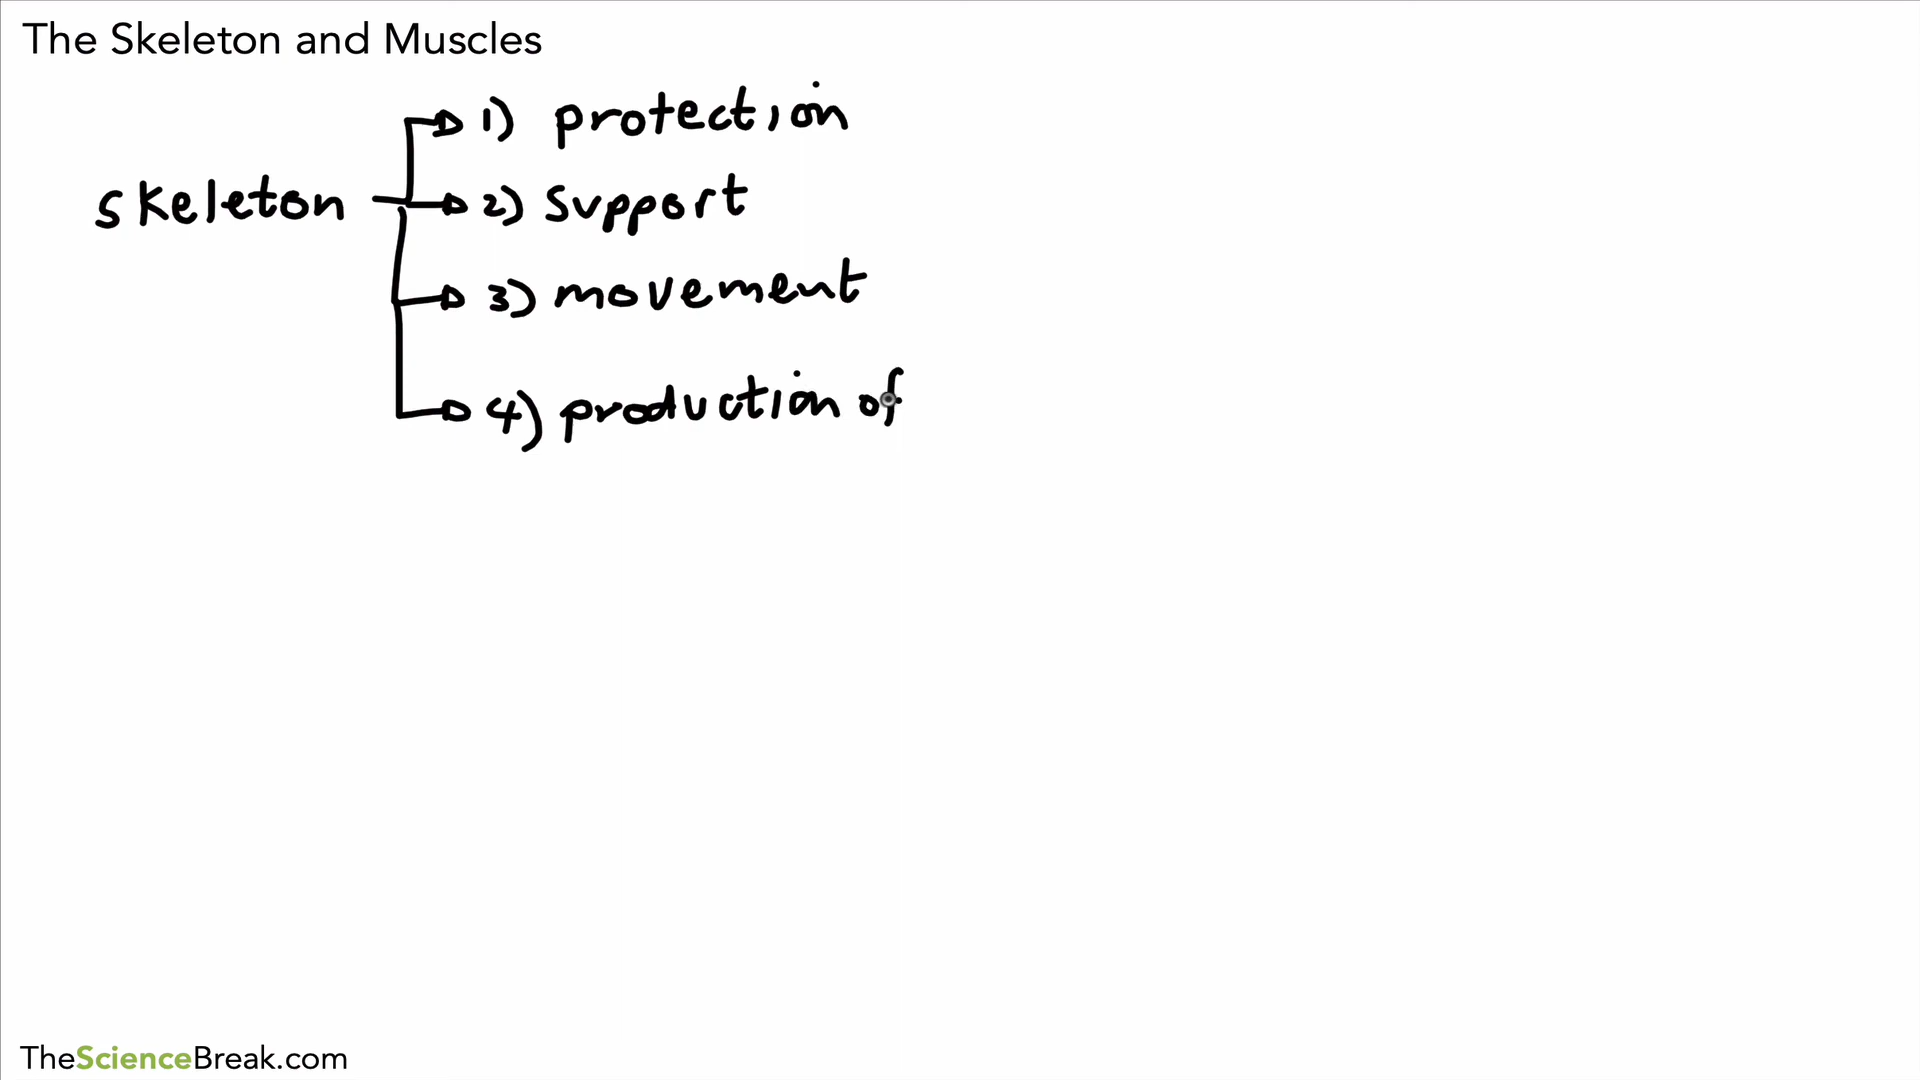 The Skeleton and Muscles
1) protection
skeleton 2) support
3) movement
4) production of
TheScienceBreak.com